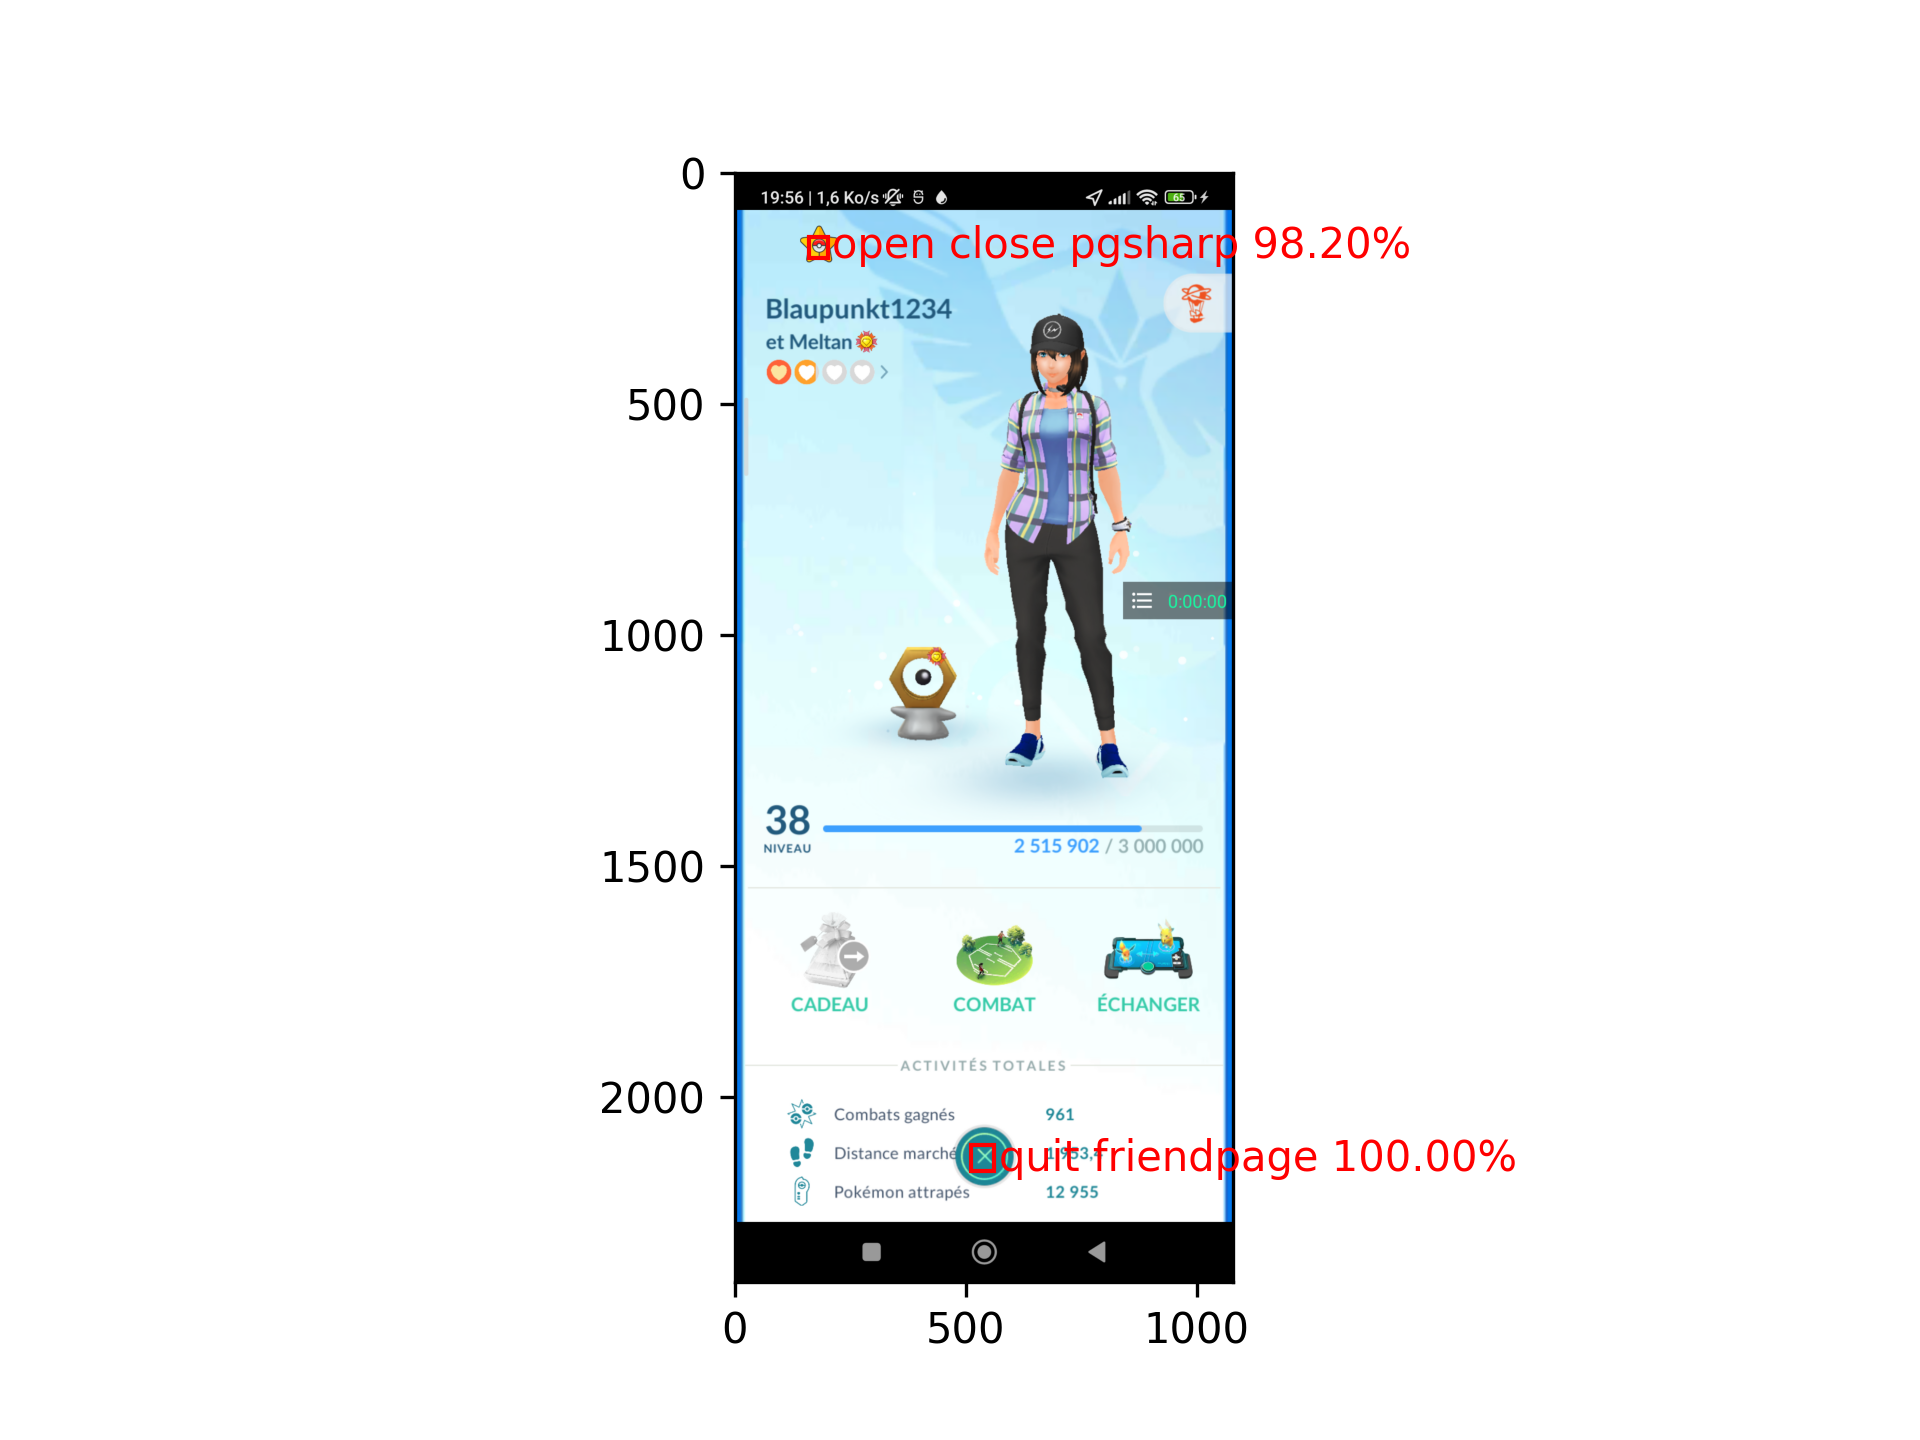 0
19:56 | 1,6 Ko/s
65
open close pgsharp 98.20%
Blaupunkt1234
et Meltan
500
0:00:00
1000
38
NIVEAU
2 515 902 / 3 000 000
1500
CADEAU
COMBAT
ÉCHANGER
ACTIVITÉS TOTALES
2000
Combats gagnés 961
Distance marché
quit friendpage 100.00%
Pokémon attrapés 12 955
0 500 1000